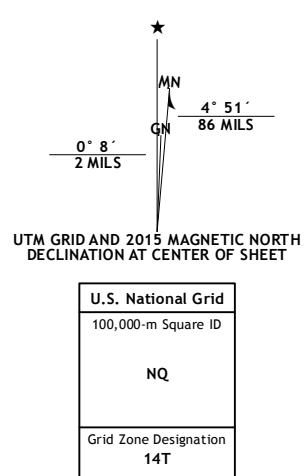 MN
GN
4° 51´
86 MILS
0° 8´
2 MILS
UTM GRID AND 2015 MAGNETIC NORTH
DECLINATION AT CENTER OF SHEET
U.S. National Grid
100,000-m Square ID
NQ
Grid Zone Designation
14T